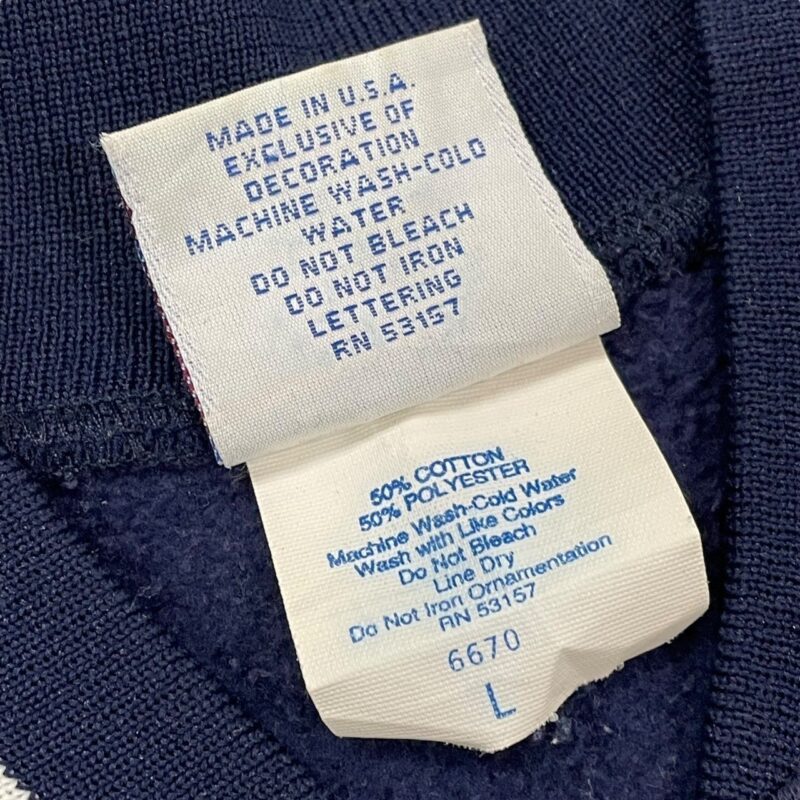 MADE IN U.S.A.
EXCLUSIVE OF
DECORATION
MACHINE WASH-COLD
WATER
DO NOT BLEACH
DO NOT IRON
LETTERING
RN 53157
50% COTTON
50% POLYESTER
Machine Wash-Cold Water
Wash with Like Colors
Do Not Bleach
Line Dry
Do Not Iron Ornamentation
RN 53157
6670
L